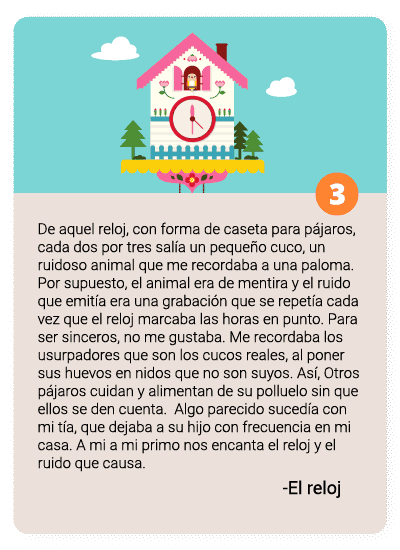 3
De aquel reloj, con forma de caseta para pájaros,
cada dos por tres salía un pequeño cuco, un
ruidoso animal que me recordaba a una paloma.
Por supuesto, el animal era de mentira y el ruido
que emitía era una grabación que se repetía cada
vez que el reloj marcaba las horas en punto. Para
ser sinceros, no me gustaba. Me recordaba los
usurpadores que son los cucos reales, al poner
sus huevos en nidos que no son suyos. Así, Otros
pájaros cuidan y alimentan de su polluelo sin que
ellos se den cuenta.  Algo parecido sucedía con
mi tía, que dejaba a su hijo con frecuencia en mi
casa. A mi a mi primo nos encanta el reloj y el
ruido que causa.
-El reloj